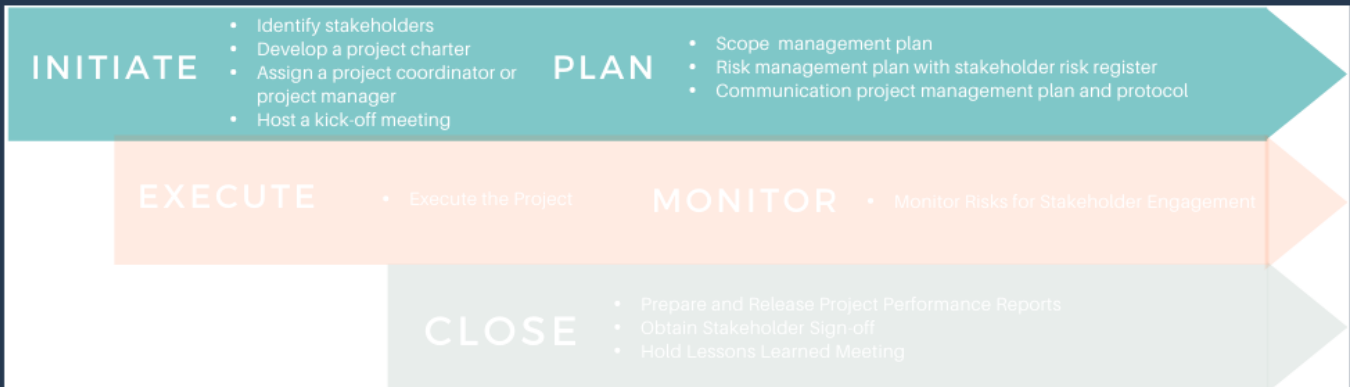 INITIATE
• Identify stakeholders
• Develop a project charter
• Assign a project coordinator or
project manager
• Host a kick-off meeting
PLAN
• Scope management plan
• Risk management plan with stakeholder risk register
• Communication project management plan and protocol
EXECUTE
• Execute the Project
MONITOR
• Monitor Risks for Stakeholder Engagement
CLOSE
• Prepare and Release Project Performance Reports
• Obtain Stakeholder Sign-off
• Hold Lessons Learned Meeting